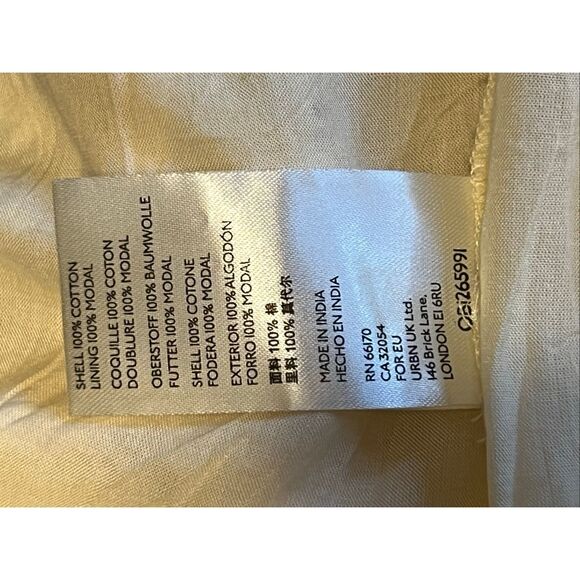 SHELL 100% COTTON
LINING 100% MODAL
COQUILLE 100% COTON
DOUBLURE 100% MODAL
OBERSTOFF 100% BAUMWOLLE
FUTTER 100% MODAL
SHELL 100% COTONE
FODERA 100% MODAL
EXTERIOR 100% ALGODÓN
FORRO 100% MODAL
面料 100% 棉
里料 100% 莫代尔
MADE IN INDIA
HECHO EN INDIA
RN 66170
CA 32054
FOR EU
URBN UK Ltd.
146 Brick Lane,
LONDON E1 6RU